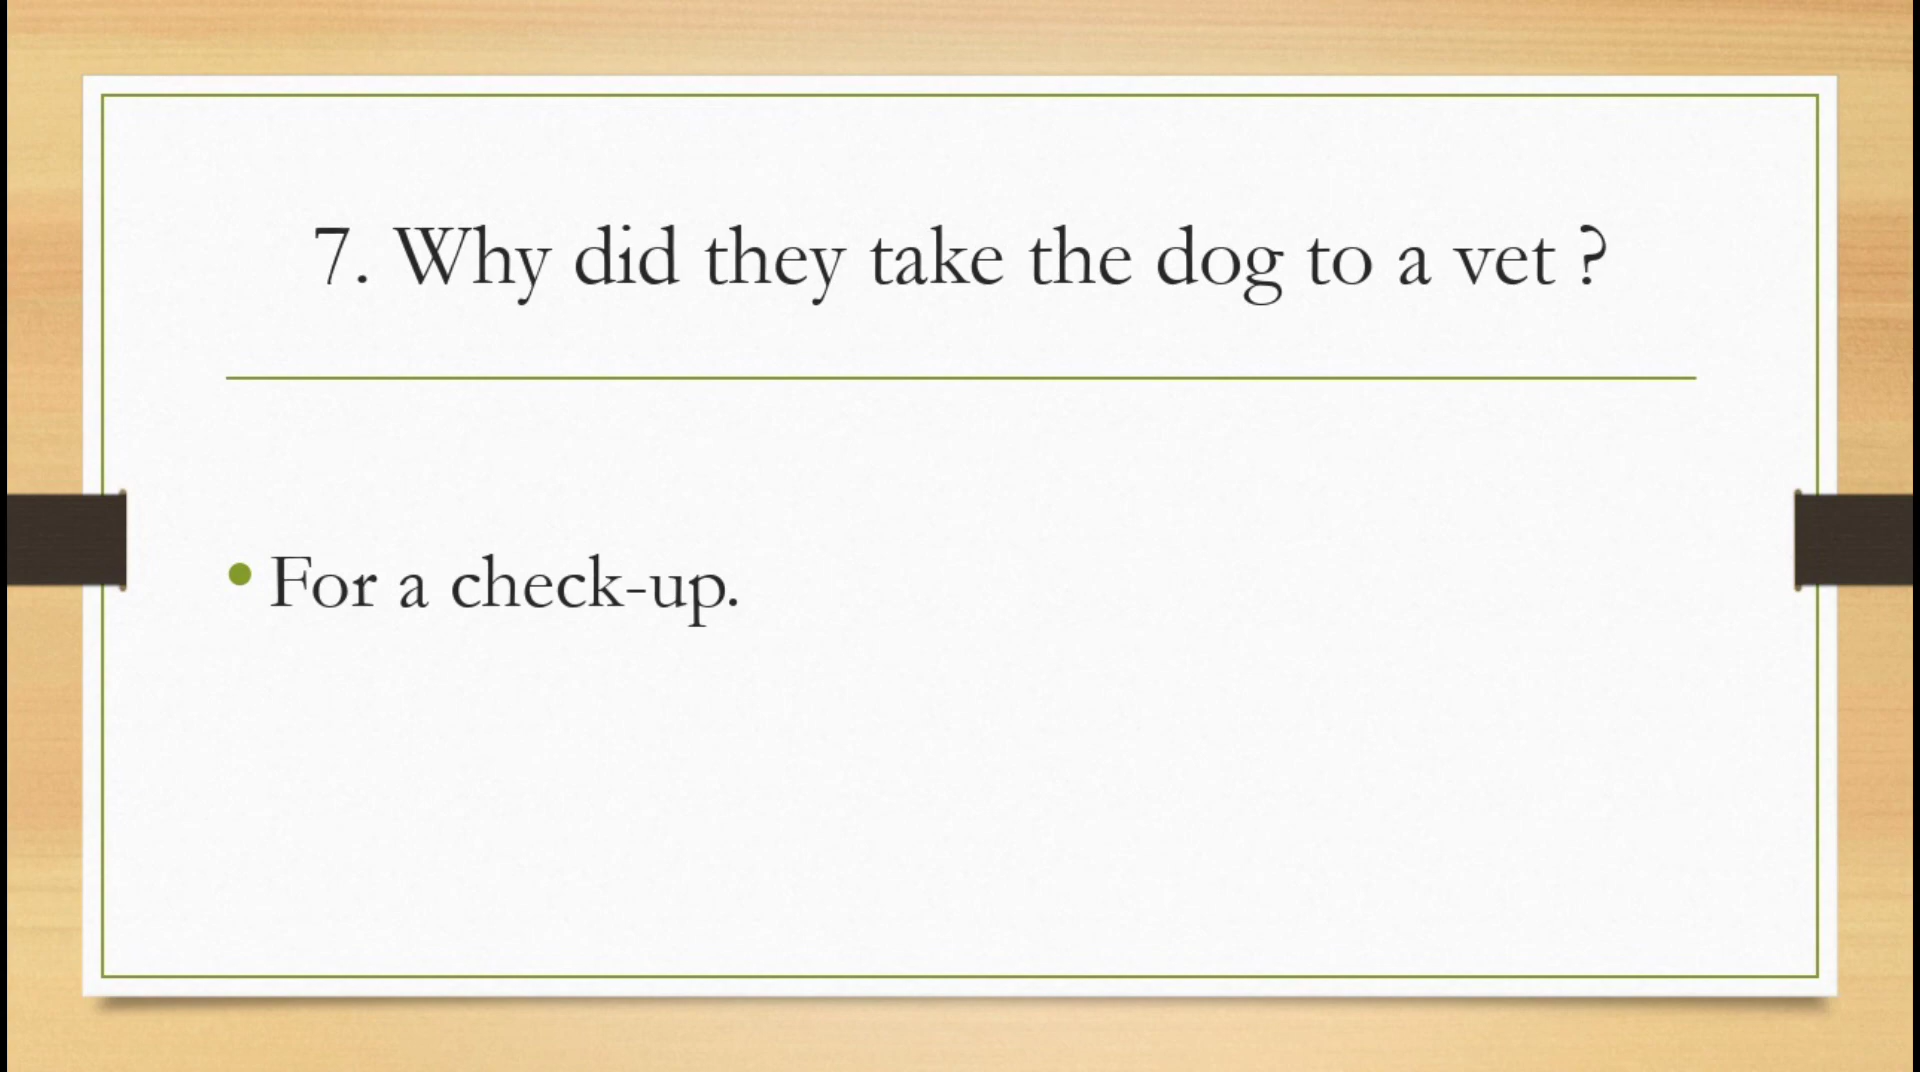 7. Why did they take the dog to a vet ?
• For a check-up.